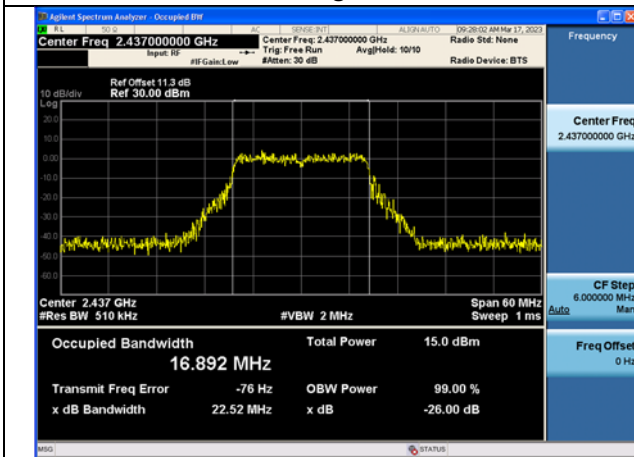 Agilent Spectrum Analyzer - Occupied BW
RL 50 Ω AC SENSE:INT ALIGN AUTO 09:28:02 AM Mar 17, 2023
Center Freq 2.437000000 GHz Center Freq: 2.437000000 GHz Radio Std: None Frequency
Input: RF Trig: Free Run Avg|Hold: 10/10
#IFGain:Low #Atten: 30 dB Radio Device: BTS
Ref Offset 11.3 dB
10 dB/div Ref 30.00 dBm
Log
20.0
10.0
0.00
-10.0
-20.0
-30.0
-40.0
-50.0
-60.0
Center Freq
2.437000000 GHz
CF Step
6.000000 MHz
Auto Man
Freq Offset
0 Hz
Center 2.437 GHz Span 60 MHz
#Res BW 510 kHz #VBW 2 MHz Sweep 1 ms
Occupied Bandwidth Total Power 15.0 dBm
16.892 MHz
Transmit Freq Error -76 Hz OBW Power 99.00 %
x dB Bandwidth 22.52 MHz x dB -26.00 dB
MSG STATUS